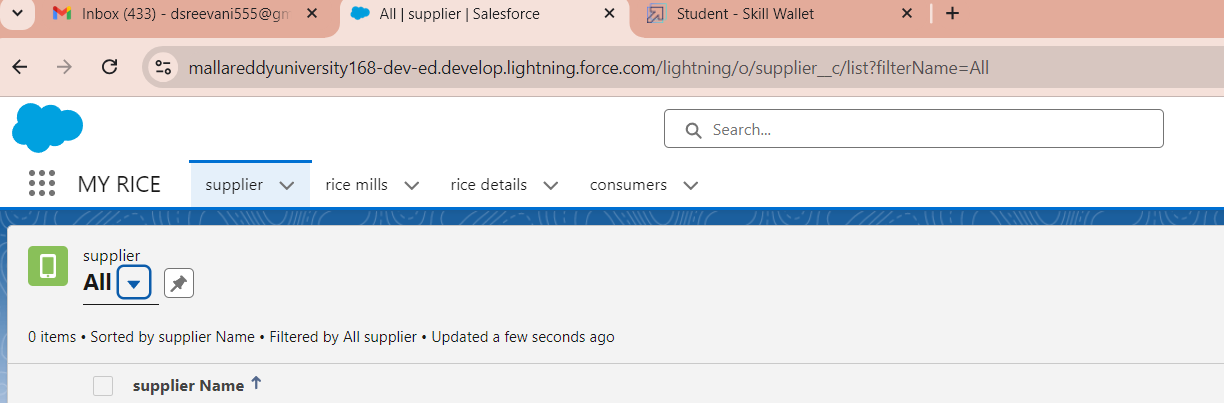 Inbox (433) - dsreevani555@gm
All | supplier | Salesforce
Student - Skill Wallet
mallareddyuniversity168-dev-ed.develop.lightning.force.com/lightning/o/supplier__c/list?filterName=All
Search...
MY RICE
supplier
rice mills
rice details
consumers
supplier
All
0 items • Sorted by supplier Name • Filtered by All supplier • Updated a few seconds ago
supplier Name